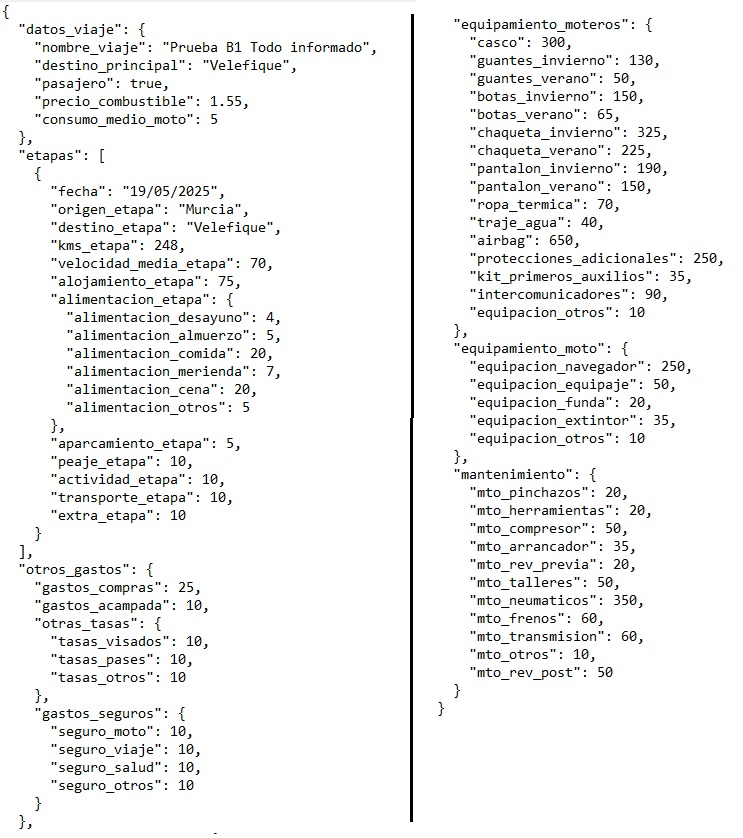 {
  "datos_viaje": {
    "nombre_viaje": "Prueba B1 Todo informado",
    "destino_principal": "Velefique",
    "pasajero": true,
    "precio_combustible": 1.55,
    "consumo_medio_moto": 5
  },
  "etapas": [
    {
      "fecha": "19/05/2025",
      "origen_etapa": "Murcia",
      "destino_etapa": "Velefique",
      "kms_etapa": 248,
      "velocidad_media_etapa": 70,
      "alojamiento_etapa": 75,
      "alimentacion_etapa": {
        "alimentacion_desayuno": 4,
        "alimentacion_almuerzo": 5,
        "alimentacion_comida": 20,
        "alimentacion_merienda": 7,
        "alimentacion_cena": 20,
        "alimentacion_otros": 5
      },
      "aparcamiento_etapa": 5,
      "peaje_etapa": 10,
      "actividad_etapa": 10,
      "transporte_etapa": 10,
      "extra_etapa": 10
    }
  ],
  "otros_gastos": {
    "gastos_compras": 25,
    "gastos_acampada": 10,
    "otras_tasas": {
      "tasas_visados": 10,
      "tasas_pases": 10,
      "tasas_otros": 10
    },
    "gastos_seguros": {
      "seguro_moto": 10,
      "seguro_viaje": 10,
      "seguro_salud": 10,
      "seguro_otros": 10
    }
  },
  "equipamiento_moteros": {
    "casco": 300,
    "guantes_invierno": 130,
    "guantes_verano": 50,
    "botas_invierno": 150,
    "botas_verano": 65,
    "chaqueta_invierno": 325,
    "chaqueta_verano": 225,
    "pantalon_invierno": 190,
    "pantalon_verano": 150,
    "ropa_termica": 70,
    "traje_agua": 40,
    "airbag": 650,
    "protecciones_adicionales": 250,
    "kit_primeros_auxilios": 35,
    "intercomunicadores": 90,
    "equipacion_otros": 10
  },
  "equipamiento_moto": {
    "equipacion_navegador": 250,
    "equipacion_equipaje": 50,
    "equipacion_funda": 20,
    "equipacion_extintor": 35,
    "equipacion_otros": 10
  },
  "mantenimiento": {
    "mto_pinchazos": 20,
    "mto_herramientas": 20,
    "mto_compresor": 50,
    "mto_arrancador": 35,
    "mto_rev_previa": 20,
    "mto_talleres": 50,
    "mto_neumaticos": 350,
    "mto_frenos": 60,
    "mto_transmision": 60,
    "mto_otros": 10,
    "mto_rev_post": 50
  }
}